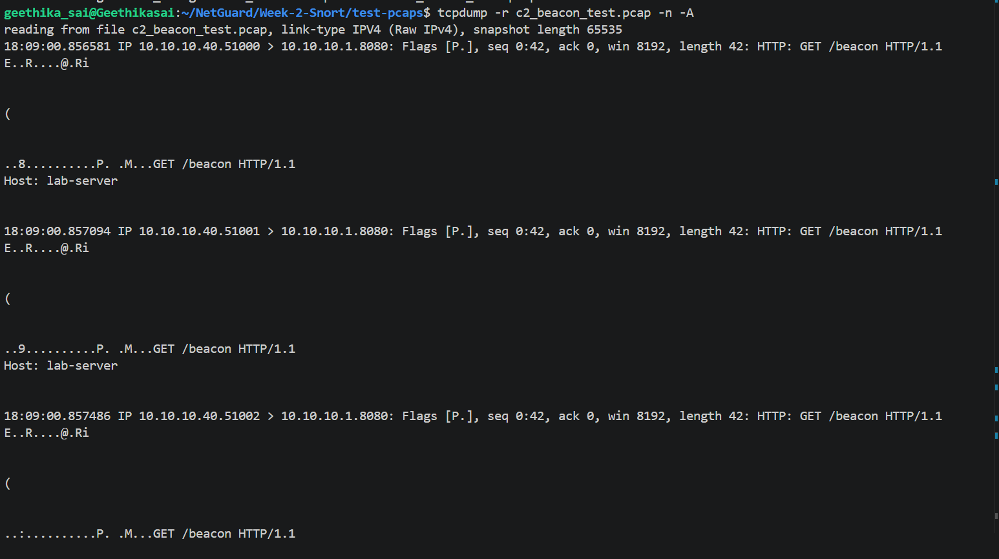 geethika_sai@Geethikasai:~/NetGuard/Week-2-Snort/test-pcaps$ tcpdump -r c2_beacon_test.pcap -n -A
reading from file c2_beacon_test.pcap, link-type IPV4 (Raw IPv4), snapshot length 65535
18:09:00.856581 IP 10.10.10.40.51000 > 10.10.10.1.8080: Flags [P.], seq 0:42, ack 0, win 8192, length 42: HTTP: GET /beacon HTTP/1.1
E..R....@.Ri
(
..8..........P. .M...GET /beacon HTTP/1.1
Host: lab-server
18:09:00.857094 IP 10.10.10.40.51001 > 10.10.10.1.8080: Flags [P.], seq 0:42, ack 0, win 8192, length 42: HTTP: GET /beacon HTTP/1.1
E..R....@.Ri
(
..9..........P. .M...GET /beacon HTTP/1.1
Host: lab-server
18:09:00.857486 IP 10.10.10.40.51002 > 10.10.10.1.8080: Flags [P.], seq 0:42, ack 0, win 8192, length 42: HTTP: GET /beacon HTTP/1.1
E..R....@.Ri
(
..:..........P. .M...GET /beacon HTTP/1.1